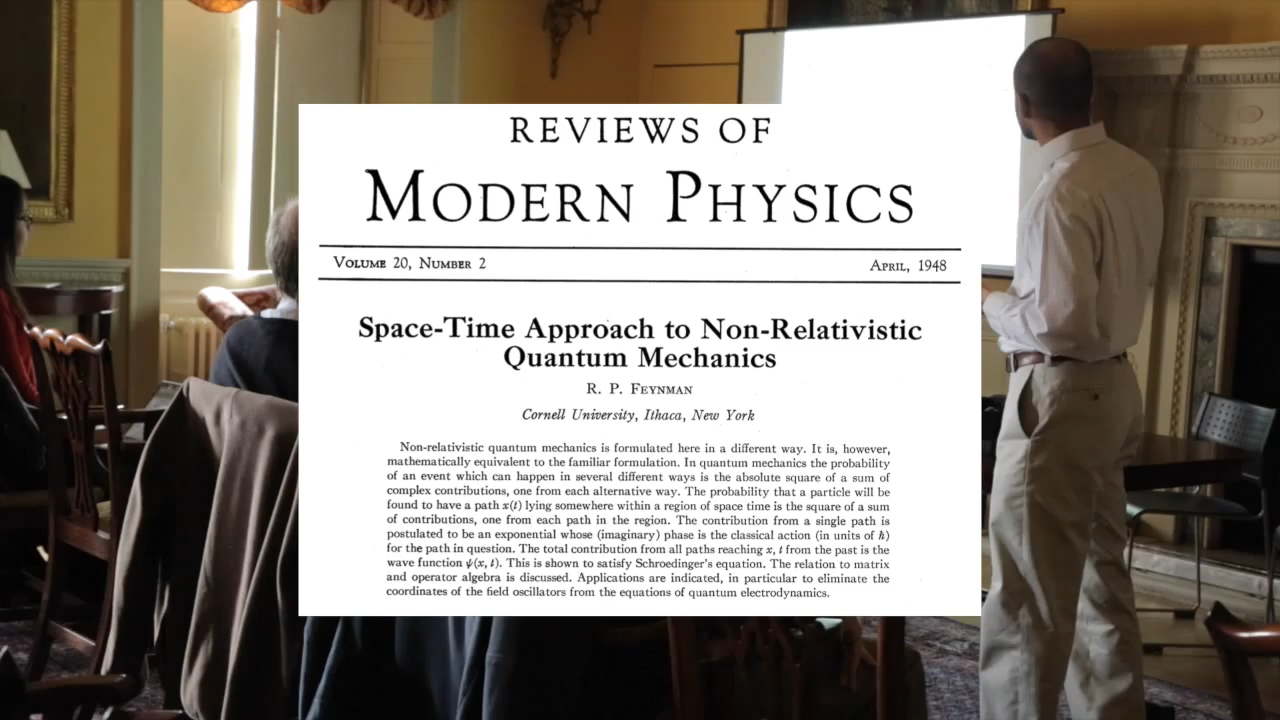 REVIEWS OF
MODERN PHYSICS
VOLUME 20, NUMBER 2
APRIL, 1948
Space-Time Approach to Non-Relativistic
Quantum Mechanics
R. P. FEYNMAN
Cornell University, Ithaca, New York
Non-relativistic quantum mechanics is formulated here in a different way. It is, however,
mathematically equivalent to the familiar formulation. In quantum mechanics the probability
of an event which can happen in several different ways is the absolute square of a sum of
complex contributions, one from each alternative way. The probability that a particle will be
found to have a path x(t) lying somewhere within a region of space time is the square of a sum
of contributions, one from each path in the region. The contribution from a single path is
postulated to be an exponential whose (imaginary) phase is the classical action (in units of ℏ)
for the path in question. The total contribution from all paths reaching x, t from the past is the
wave function ψ(x, t). This is shown to satisfy Schroedinger's equation. The relation to matrix
and operator algebra is discussed. Applications are indicated, in particular to eliminate the
coordinates of the field oscillators from the equations of quantum electrodynamics.